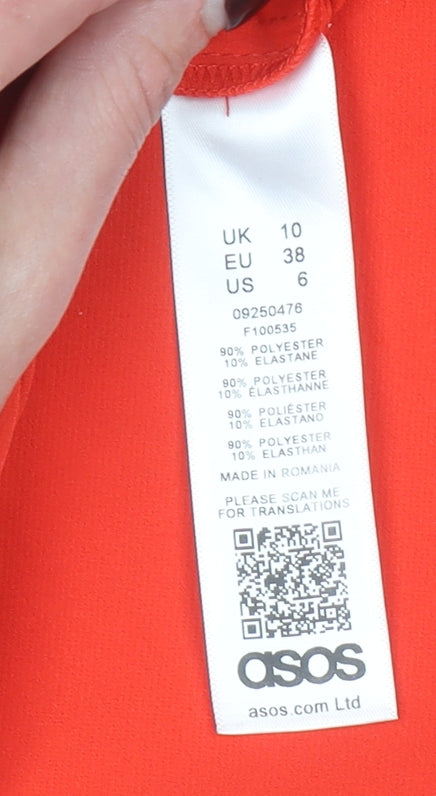 UK 10
EU 38
US 6
09250476
F100535
90% POLYESTER
10% ELASTANE
90% POLYESTER
10% ÉLASTHANNE
90% POLIÉSTER
10% ELASTANO
90% POLYESTER
10% ELASTHAN
MADE IN ROMANIA
PLEASE SCAN ME
FOR TRANSLATIONS
asos
asos.com Ltd